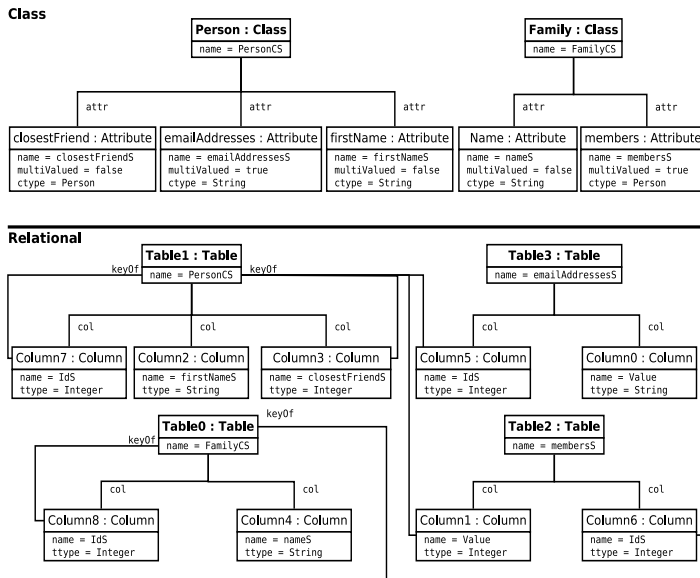 Class
Person : Class
name = PersonCS
Family : Class
name = FamilyCS
attr
attr
attr
attr
attr
closestFriend : Attribute
name = closestFriendS
multiValued = false
ctype = Person
emailAddresses : Attribute
name = emailAddressesS
multiValued = true
ctype = String
firstName : Attribute
name = firstNameS
multiValued = false
ctype = String
Name : Attribute
name = nameS
multiValued = false
ctype = String
members : Attribute
name = membersS
multiValued = true
ctype = Person
Relational
Table1 : Table
name = PersonCS
keyOf
keyOf
Table3 : Table
name = emailAddressesS
col
col
col
col
col
Column7 : Column
name = IdS
ttype = Integer
Column2 : Column
name = firstNameS
ttype = String
Column3 : Column
name = closestFriendS
ttype = Integer
Column5 : Column
name = IdS
ttype = Integer
Column0 : Column
name = Value
ttype = String
Table0 : Table
name = FamilyCS
keyOf
keyOf
Table2 : Table
name = membersS
col
col
col
col
Column8 : Column
name = IdS
ttype = Integer
Column4 : Column
name = nameS
ttype = String
Column1 : Column
name = Value
ttype = Integer
Column6 : Column
name = IdS
ttype = Integer